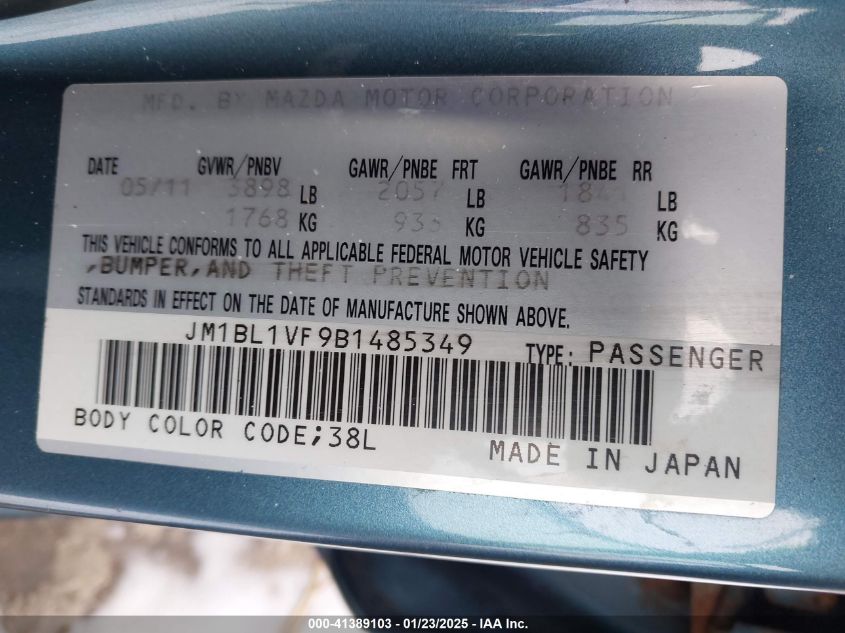 MFD. BY MAZDA MOTOR CORPORATION
DATE GVWR/PNBV GAWR/PNBE FRT GAWR/PNBE RR
05/11 3898 LB 2057 LB LB
1768 KG KG 835 KG
THIS VEHICLE CONFORMS TO ALL APPLICABLE FEDERAL MOTOR VEHICLE SAFETY
,BUMPER,AND THEFT PREVENTION
STANDARDS IN EFFECT ON THE DATE OF MANUFACTURE SHOWN ABOVE.
JM1BL1VF9B1485349 TYPE: PASSENGER
BODY COLOR CODE;38L MADE IN JAPAN
000-41389103 - 01/23/2025 - IAAI, Inc.